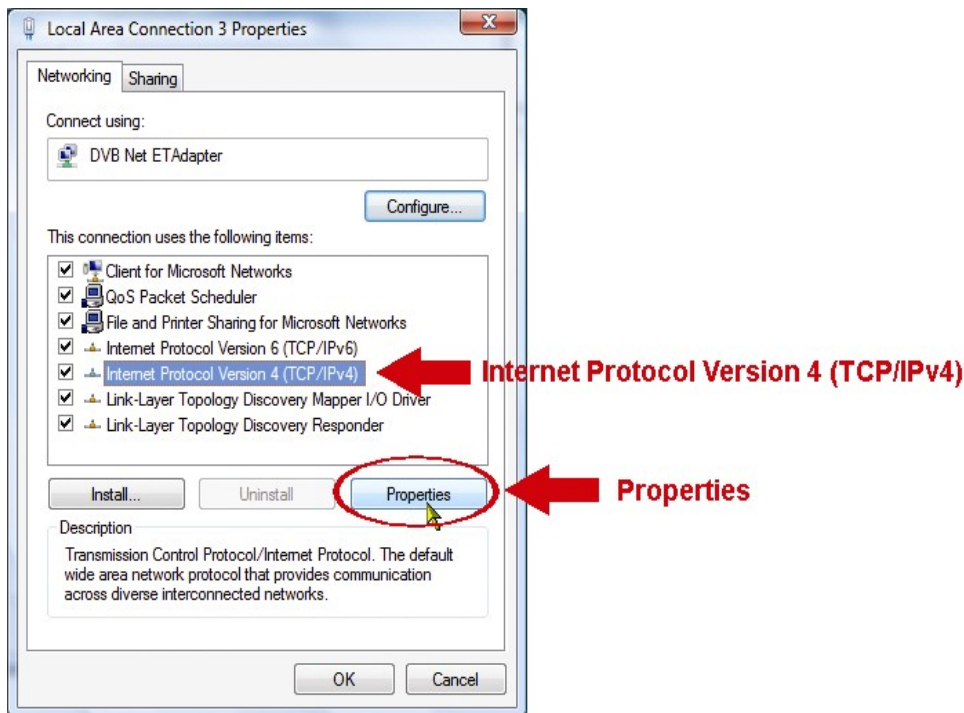 Local Area Connection 3 Properties
Networking Sharing
Connect using:
DVB Net ETAdapter
Configure...
This connection uses the following items:
Client for Microsoft Networks
QoS Packet Scheduler
File and Printer Sharing for Microsoft Networks
Internet Protocol Version 6 (TCP/IPv6)
Internet Protocol Version 4 (TCP/IPv4)
Internet Protocol Version 4 (TCP/IPv4)
Link-Layer Topology Discovery Mapper I/O Driver
Link-Layer Topology Discovery Responder
Install... Uninstall Properties
Properties
Description
Transmission Control Protocol/Internet Protocol. The default
wide area network protocol that provides communication
across diverse interconnected networks.
OK Cancel